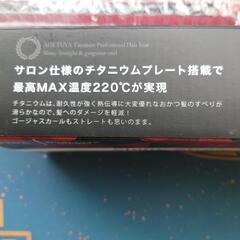 AGETUYA Titanium Professional Hair Iron
Shiny Straight & gorgeous curl
サロン仕様のチタニウムプレート搭載で
最高MAX温度220℃が実現
チタニウムは、耐久性が強く熱伝導に大変優れなおかつ髪のすべりが
滑らかなので、髪へのダメージを軽減！
ゴージャスカールもストレートも思いのまま。